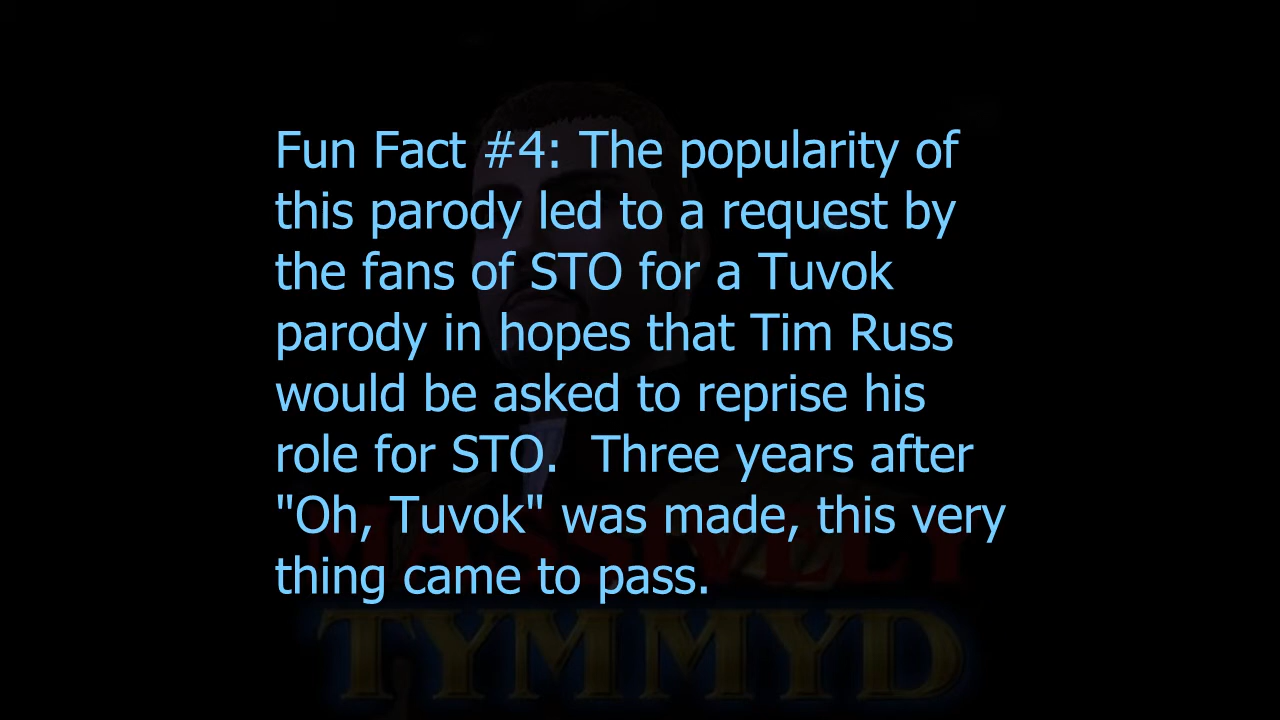 Fun Fact #4: The popularity of
this parody led to a request by
the fans of STO for a Tuvok
parody in hopes that Tim Russ
would be asked to reprise his
role for STO.  Three years after
"Oh, Tuvok" was made, this very
thing came to pass.
MASSIVELY
TYMMYD